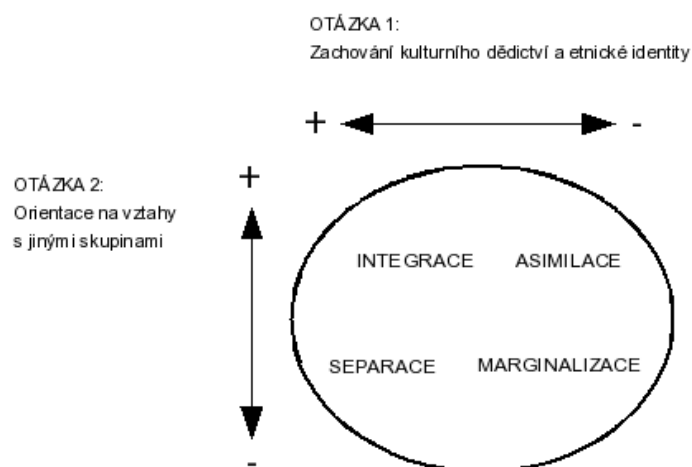 OTÁZKA 1:
Zachování kulturního dědictví a etnické identity
+ -
OTÁZKA 2:
Orientace na vztahy
s jinými skupinami
+
INTEGRACE ASIMILACE
SEPARACE MARGINALIZACE
-